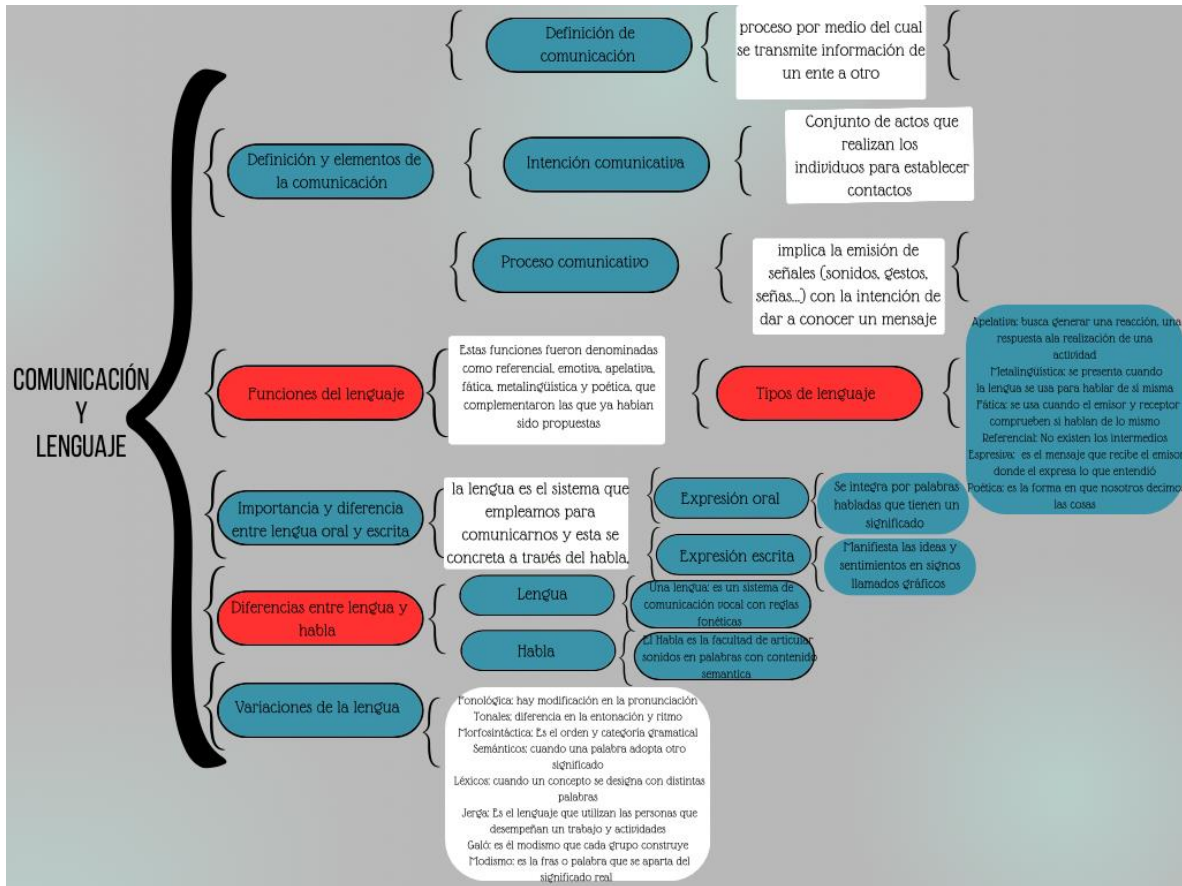 COMUNICACIÓN
Y
LENGUAJE
Definición y elementos de
la comunicación
Definición de
comunicación
proceso por medio del cual
se transmite información de
un ente a otro
Intención comunicativa
Conjunto de actos que
realizan los
individuos para establecer
contactos
Proceso comunicativo
implica la emisión de
señales (sonidos, gestos,
señas...) con la intención de
dar a conocer un mensaje
Funciones del lenguaje
Estas funciones fueron denominadas
como referencial, emotiva, apelativa,
fática, metalingüística y poética, que
complementaron las que ya habían
sido propuestas
Tipos de lenguaje
Apelativa: busca generar una reacción, una
respuesta ala realización de una
actividad
Metalingüística: se presenta cuando
la lengua se usa para hablar de si misma
Fática: se usa cuando el emisor y receptor
comprueben si hablan de lo mismo
Referencial: No existen los intermedios
Espresiva: es el mensaje que recibe el emisor
donde el expresa lo que entendió
Poética: es la forma en que nosotros decimos
las cosas
Importancia y diferencia
entre lengua oral y escrita
la lengua es el sistema que
empleamos para
comunicarnos y esta se
concreta a través del habla,
Expresión oral
Se integra por palabras
habladas que tienen un
significado
Expresión escrita
Manifiesta las ideas y
sentimientos en signos
llamados gráficos
Diferencias entre lengua y
habla
Lengua
Una lengua: es un sistema de
comunicación vocal con reglas
fonéticas
Habla
El Habla es la facultad de articular
sonidos en palabras con contenido
semantica
Variaciones de la lengua
Fonológica: hay modificación en la pronunciación
Tonales: diferencia en la entonación y ritmo
Morfosintáctica: Es el orden y categoría gramatical
Semánticos: cuando una palabra adopta otro
significado
Léxicos: cuando un concepto se designa con distintas
palabras
Jerga: Es el lenguaje que utilizan las personas que
desempeñan un trabajo y actividades
Galó: es él modismo que cada grupo construye
Modismo: es la fras o palabra que se aparta del
significado real